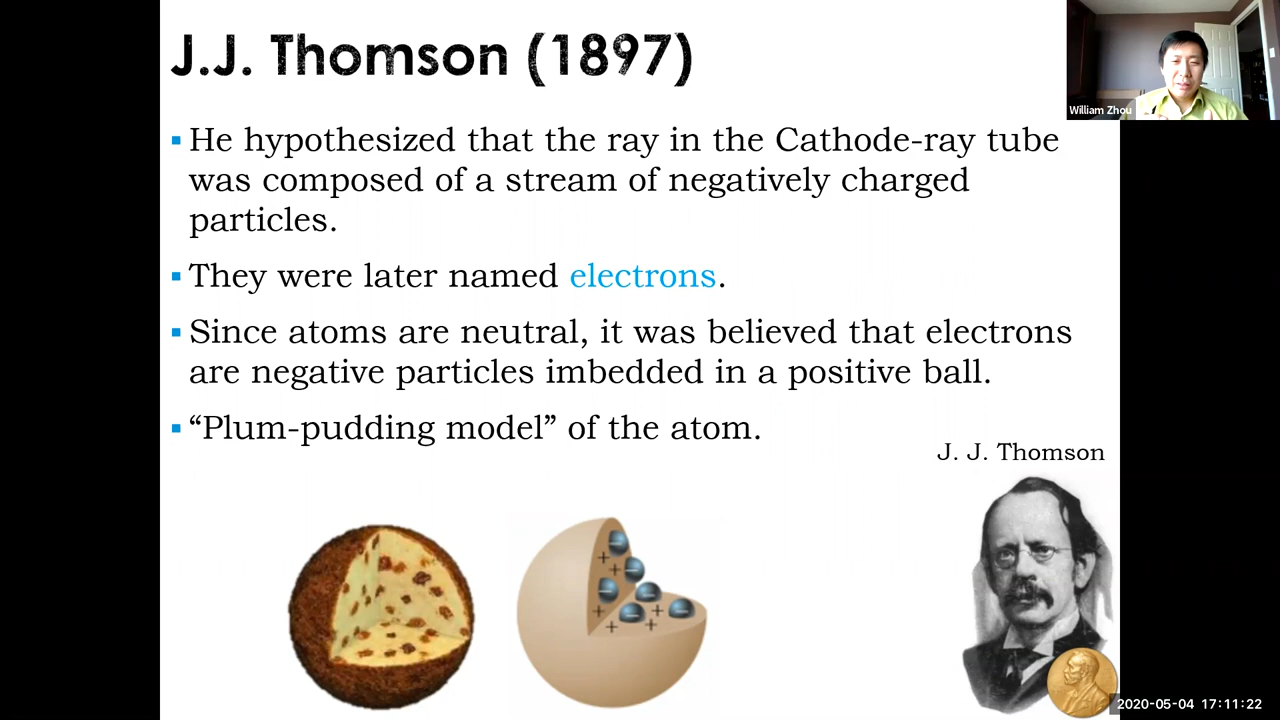 J.J. Thomson (1897)
William Zhou
▪ He hypothesized that the ray in the Cathode-ray tube
was composed of a stream of negatively charged
particles.
▪ They were later named electrons.
▪ Since atoms are neutral, it was believed that electrons
are negative particles imbedded in a positive ball.
▪ “Plum-pudding model” of the atom.
J. J. Thomson
2020-05-04 17:11:22